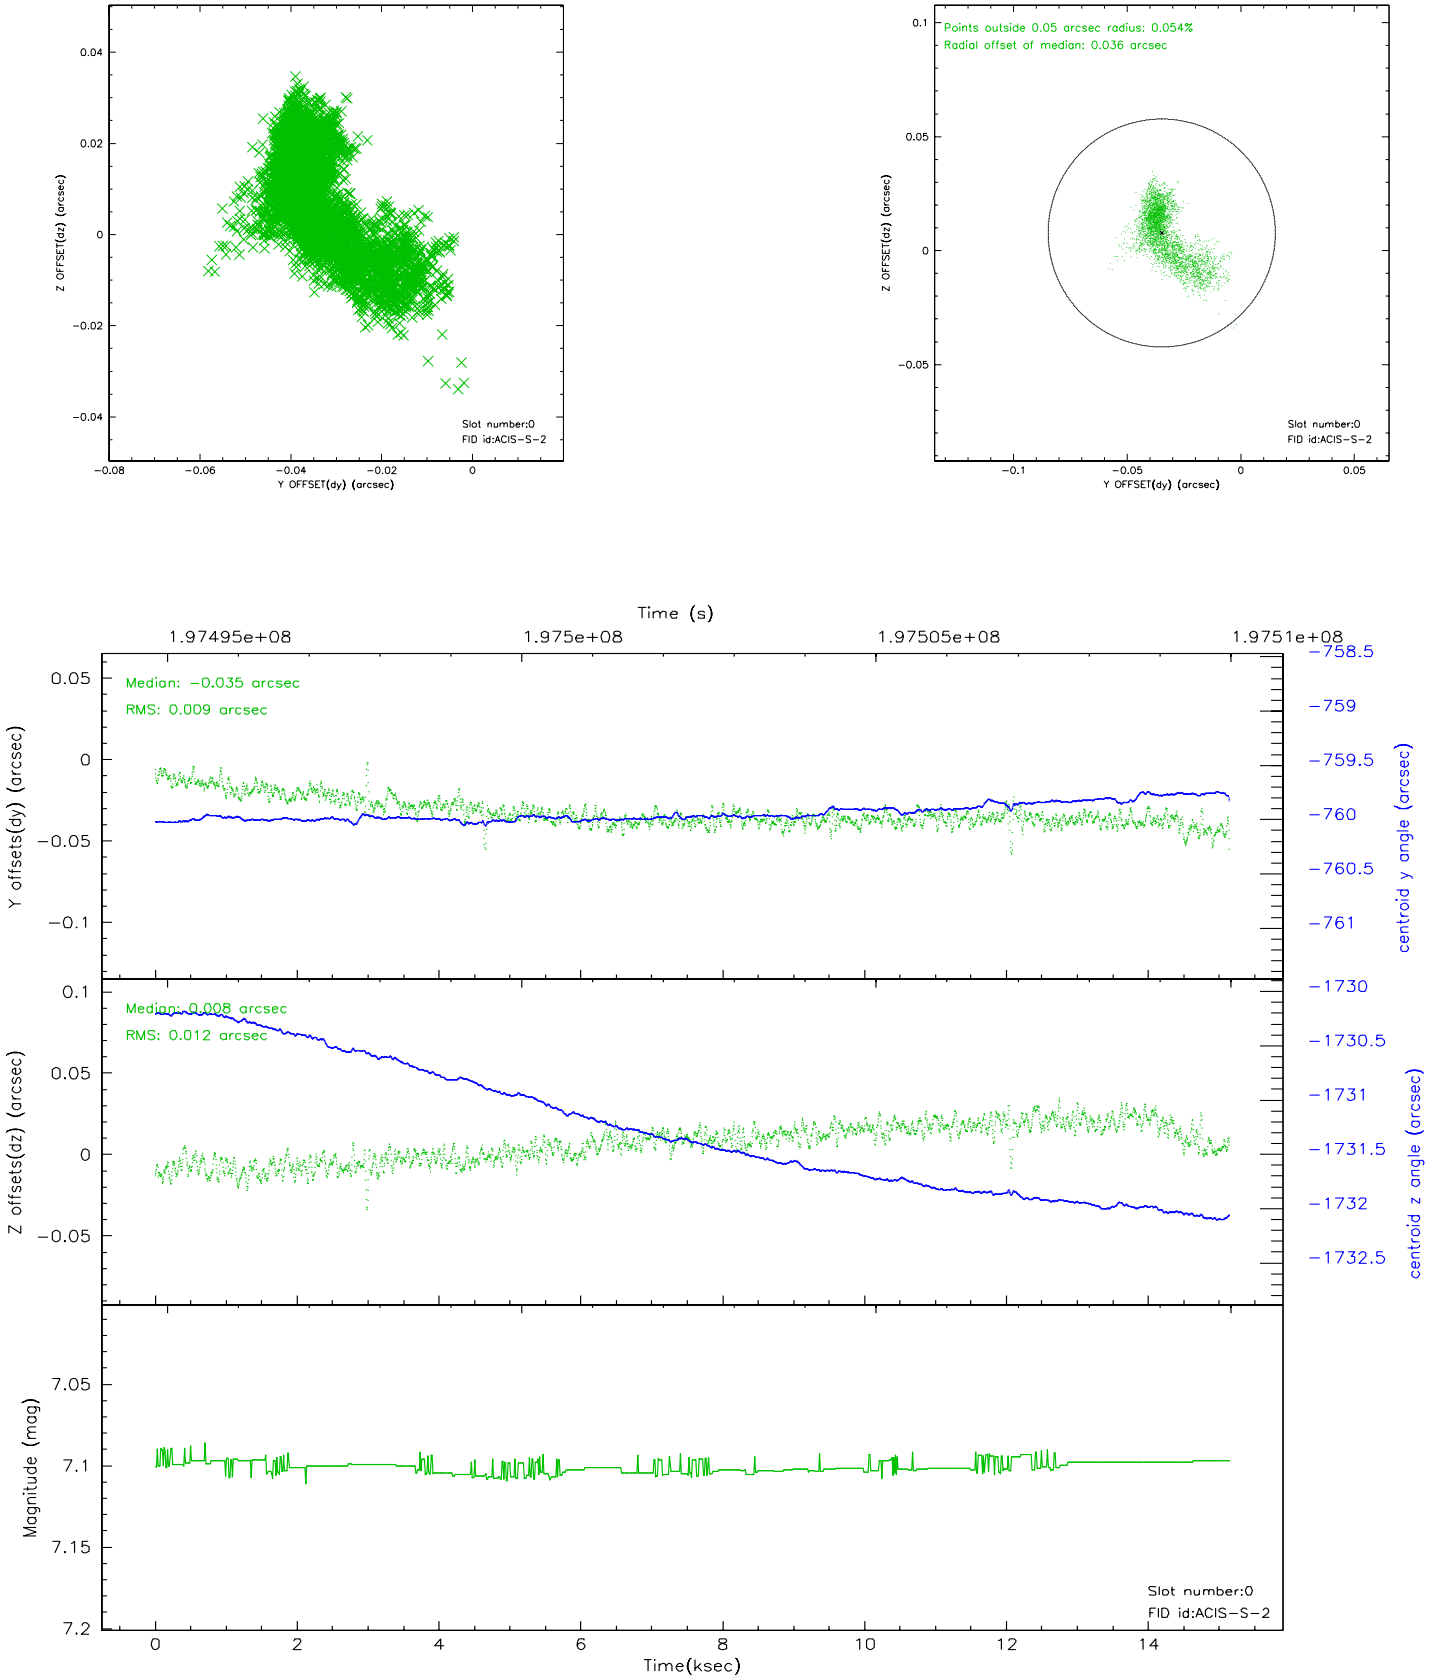 0.04
0.02
0
−0.02
−0.04
Z OFFSET(dz) (arcsec)
Slot number:0
FID id:ACIS−S−2
−0.08 −0.06 −0.04 −0.02 0
Y OFFSET(dy) (arcsec)
Points outside 0.05 arcsec radius: 0.054%
Radial offset of median: 0.036 arcsec
0.1
0.05
0
−0.05
Z OFFSET(dz) (arcsec)
Slot number:0
FID id:ACIS−S−2
−0.1 −0.05 0 0.05
Y OFFSET(dy) (arcsec)
Time (s)
1.97495e+08 1.975e+08 1.97505e+08 1.9751e+08
Median: −0.035 arcsec
RMS: 0.009 arcsec
0.05
0
−0.05
−0.1
Y offsets(dy) (arcsec)
−758.5
−759
−759.5
−760
−760.5
−761
centroid y angle (arcsec)
Median: 0.008 arcsec
RMS: 0.012 arcsec
0.1
0.05
0
−0.05
Z offsets(dz) (arcsec)
−1730
−1730.5
−1731
−1731.5
−1732
−1732.5
centroid z angle (arcsec)
7.05
7.1
7.15
7.2
Magnitude (mag)
Slot number:0
FID id:ACIS−S−2
0 2 4 6 8 10 12 14
Time(ksec)